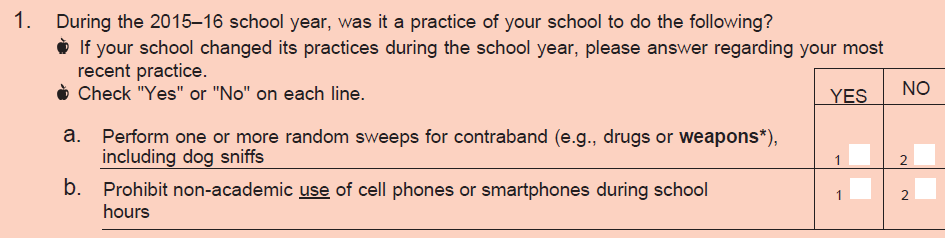 1. During the 2015–16 school year, was it a practice of your school to do the following?
If your school changed its practices during the school year, please answer regarding your most
recent practice.
Check "Yes" or "No" on each line.
YES NO
a. Perform one or more random sweeps for contraband (e.g., drugs or weapons*),
including dog sniffs
1 2
b. Prohibit non-academic use of cell phones or smartphones during school
hours
1 2